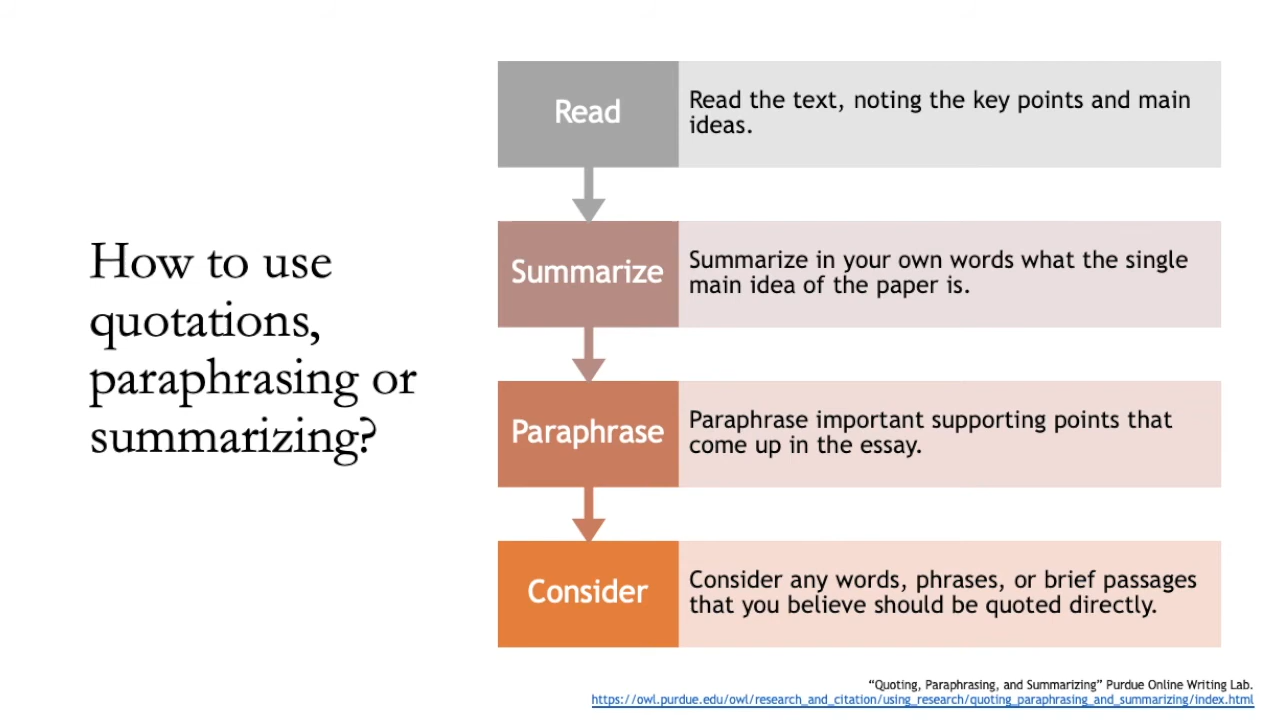 How to use
quotations,
paraphrasing or
summarizing?
Read
Read the text, noting the key points and main
ideas.
Summarize
Summarize in your own words what the single
main idea of the paper is.
Paraphrase
Paraphrase important supporting points that
come up in the essay.
Consider
Consider any words, phrases, or brief passages
that you believe should be quoted directly.
“Quoting, Paraphrasing, and Summarizing” Purdue Online Writing Lab.
https://owl.purdue.edu/owl/research_and_citation/using_research/quoting_paraphrasing_and_summarizing/index.html